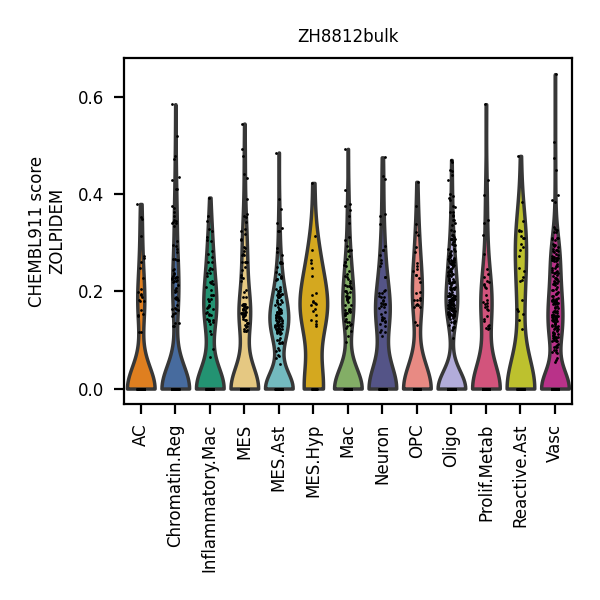 ZH8812bulk
CHEMBL911 score
ZOLPIDEM
0.6
0.4
0.2
0.0
AC
Chromatin.Reg
Inflammatory.Mac
MES
MES.Ast
MES.Hyp
Mac
Neuron
OPC
Oligo
Prolif.Metab
Reactive.Ast
Vasc